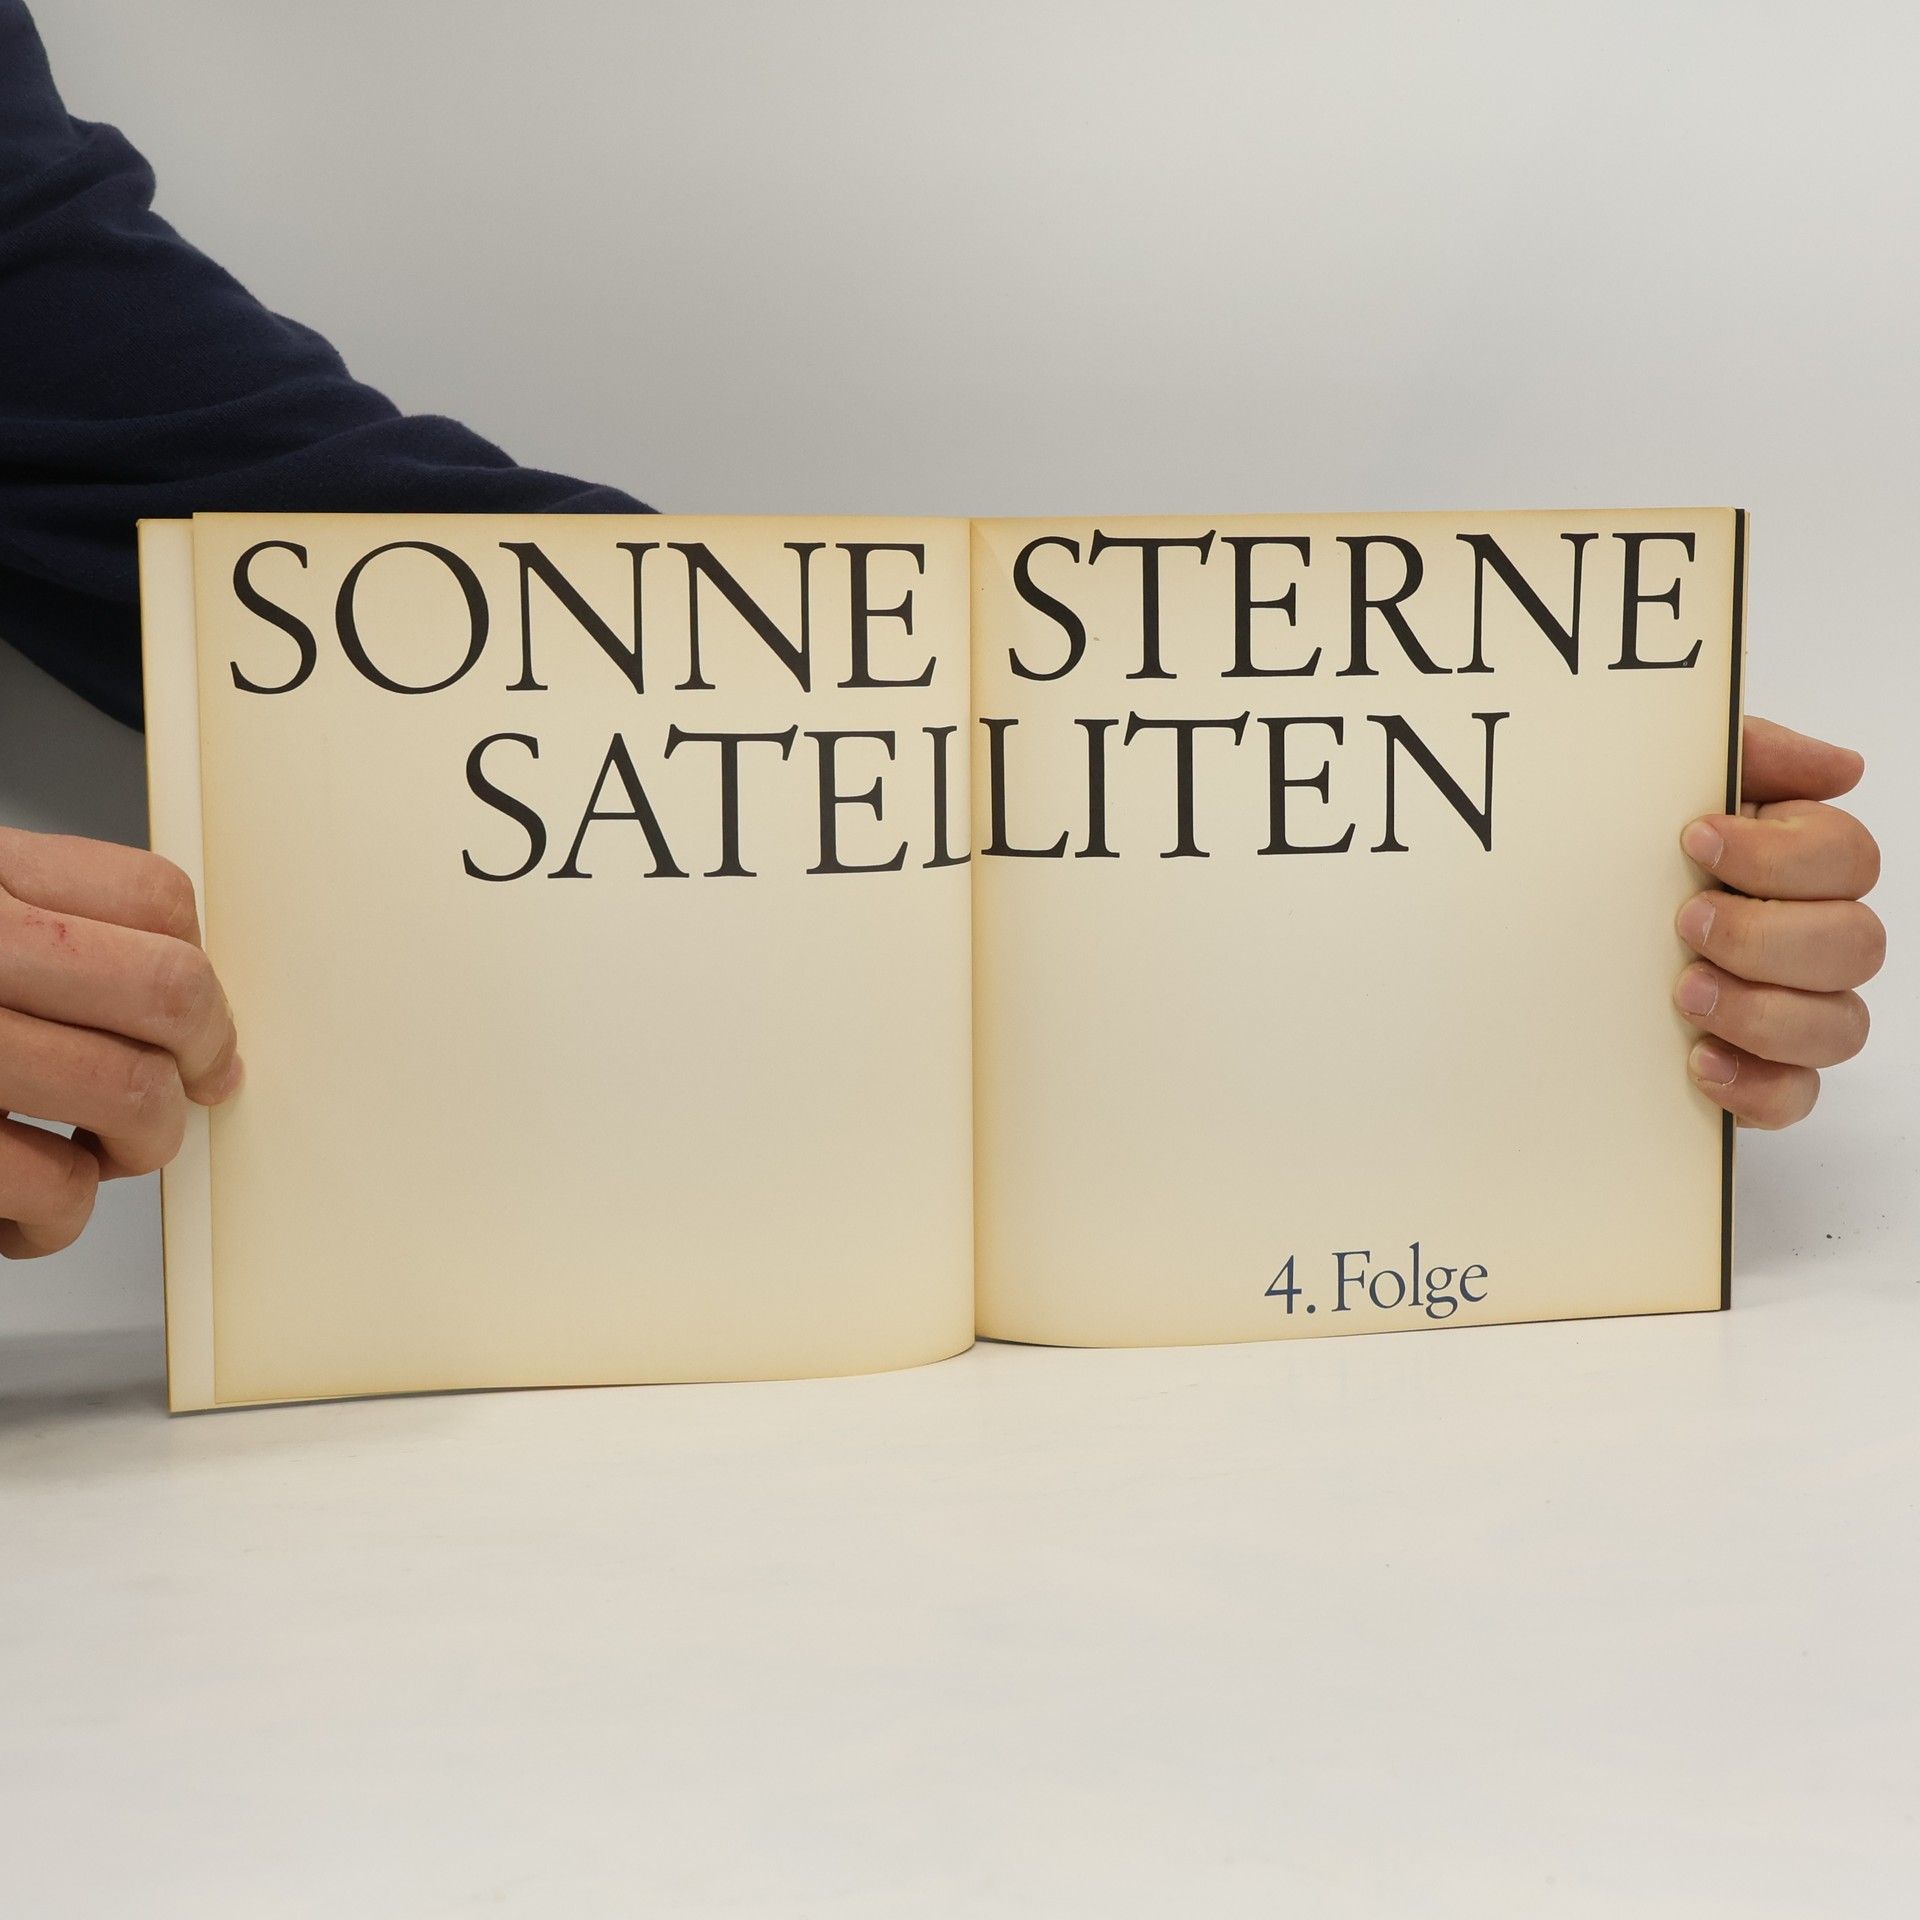 SONNE STERNE
SATELLITEN
4. Folge